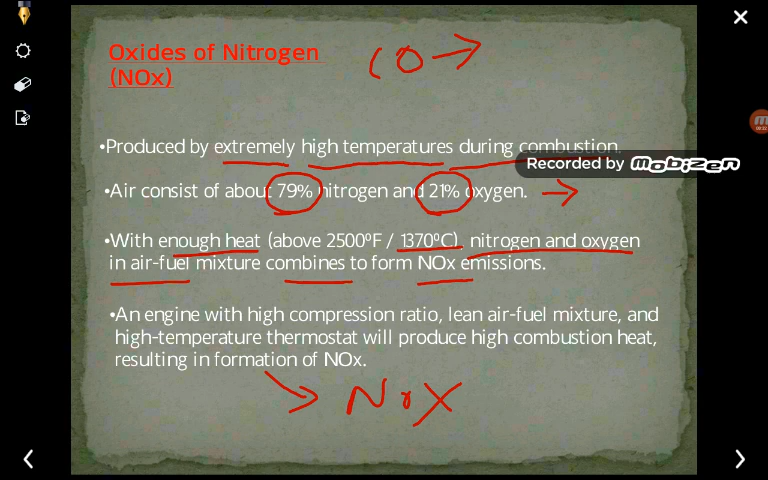 Oxides of Nitrogen
(NOx)
CO →
•Produced by extremely high temperatures during combustion.
Recorded by mobizen
•Air consist of about 79% nitrogen and 21% oxygen. →
•With enough heat (above 2500⁰F / 1370⁰C), nitrogen and oxygen
in air-fuel mixture combines to form NOx emissions.
•An engine with high compression ratio, lean air-fuel mixture, and
high-temperature thermostat will produce high combustion heat,
resulting in formation of NOx.
→ NoX